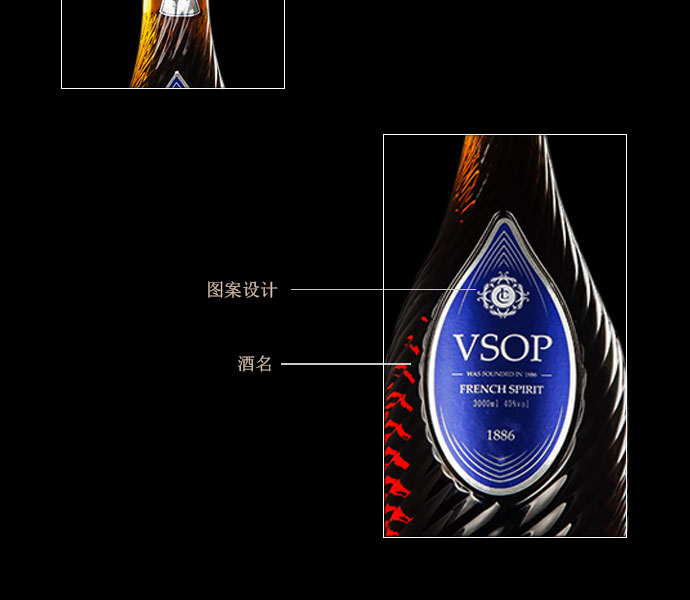 图案设计
酒名
VSOP
WAS FOUNDED IN 1886
FRENCH SPIRIT
3000ml 40%vol
1886